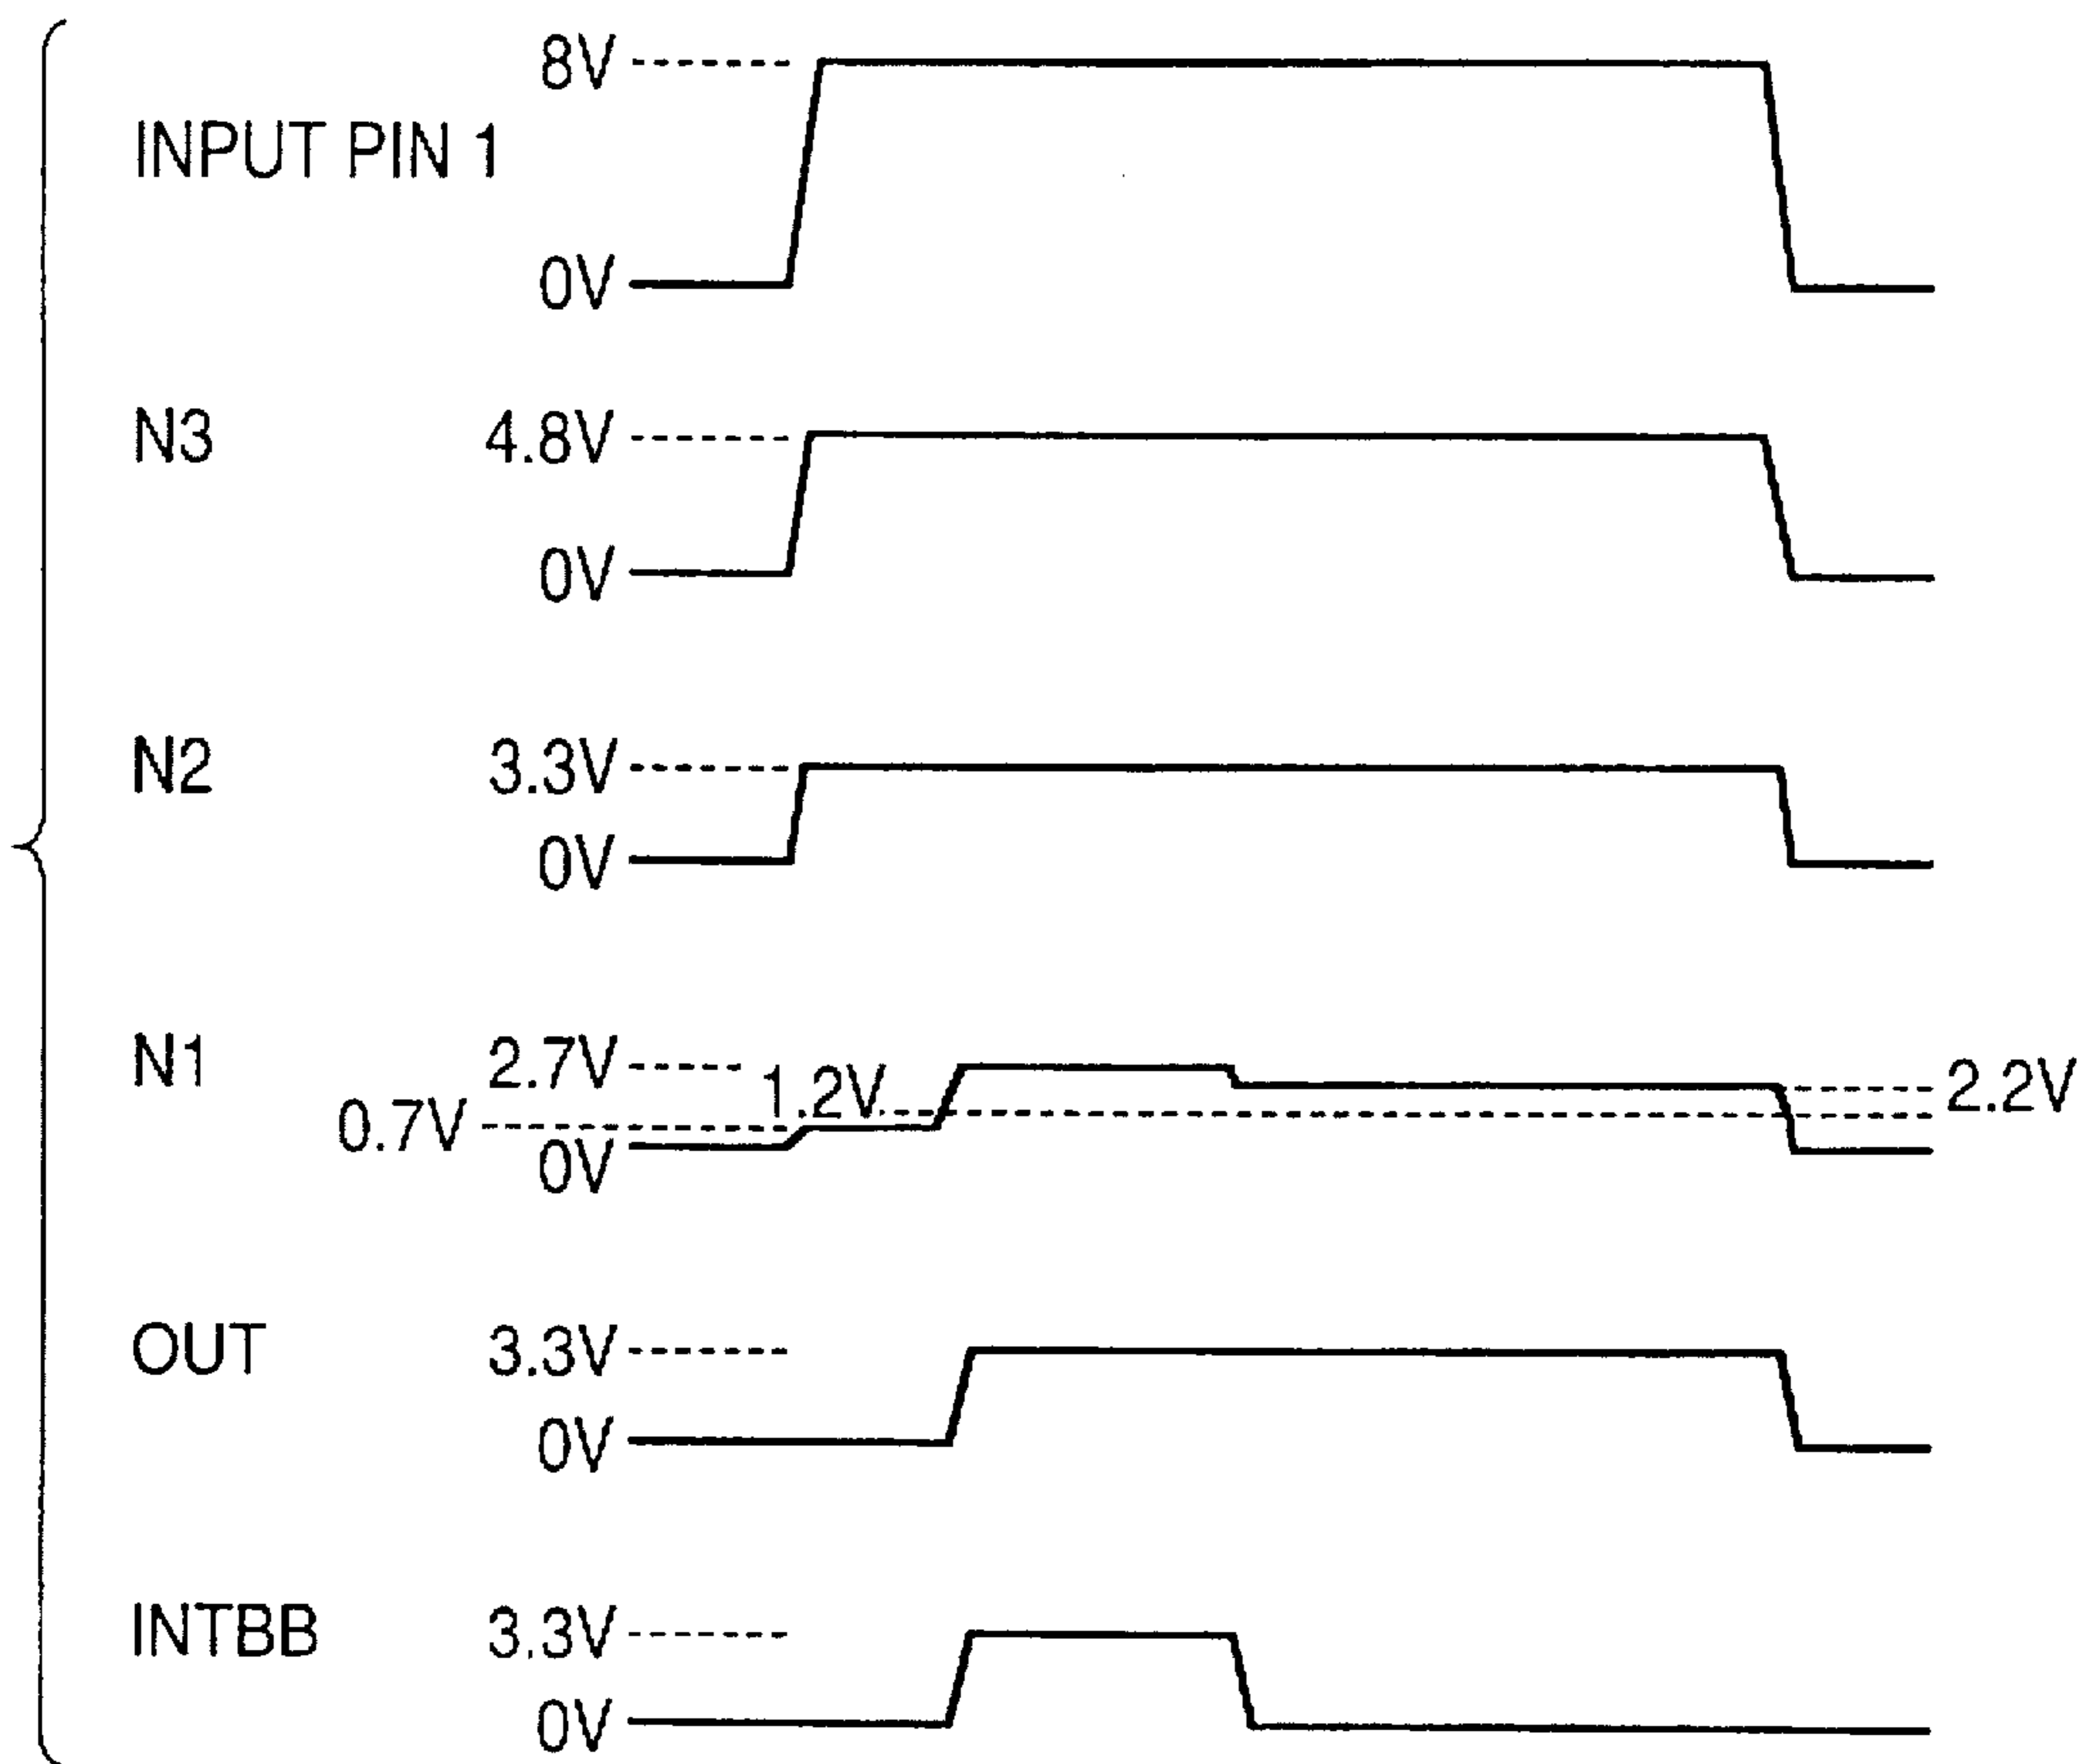 8V
INPUT PIN 1
0V
N3 4.8V
0V
N2 3.3V
0V
N1 2.7V 1.2V 2.2V
0.7V
0V
OUT 3.3V
0V
INTBB 3.3V
0V